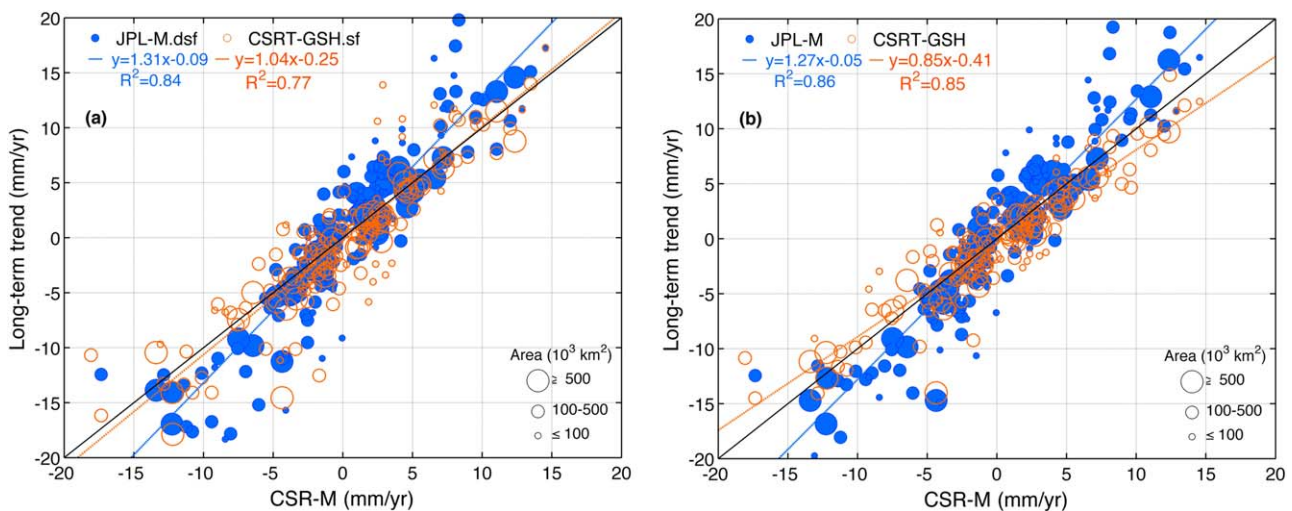 JPL-M.dsf CSRT-GSH.sf
y=1.31x-0.09 y=1.04x-0.25
R²=0.84 R²=0.77
(a)
Area (10³ km²)
≥ 500
100-500
≤ 100
Long-term trend (mm/yr)
20
15
10
5
0
-5
-10
-15
-20
-20 -15 -10 -5 0 5 10 15 20
CSR-M (mm/yr)
JPL-M CSRT-GSH
y=1.27x-0.05 y=0.85x-0.41
R²=0.86 R²=0.85
(b)
Area (10³ km²)
≥ 500
100-500
≤ 100
Long-term trend (mm/yr)
20
15
10
5
0
-5
-10
-15
-20
-20 -15 -10 -5 0 5 10 15 20
CSR-M (mm/yr)